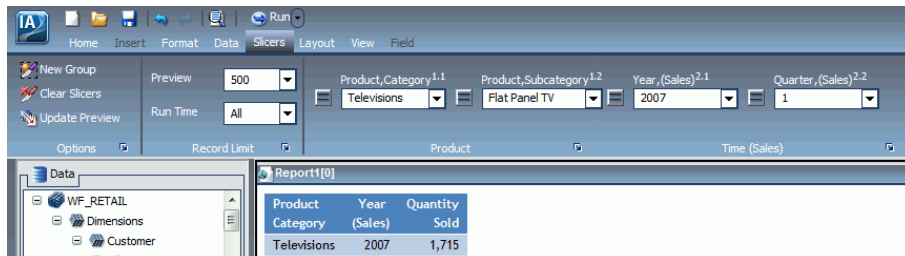 IA
Run
Home Insert Format Data Slicers Layout View Field
New Group
Clear Slicers
Update Preview
Options
Preview 500
Run Time All
Record Limit
Product,Category1.1 Product,Subcategory1.2
Televisions Flat Panel TV
Product
Year,(Sales)2.1 Quarter,(Sales)2.2
2007 1
Time (Sales)
Data
WF_RETAIL
Dimensions
Customer
Report1[0]
Product Year Quantity
Category (Sales) Sold
Televisions 2007 1,715